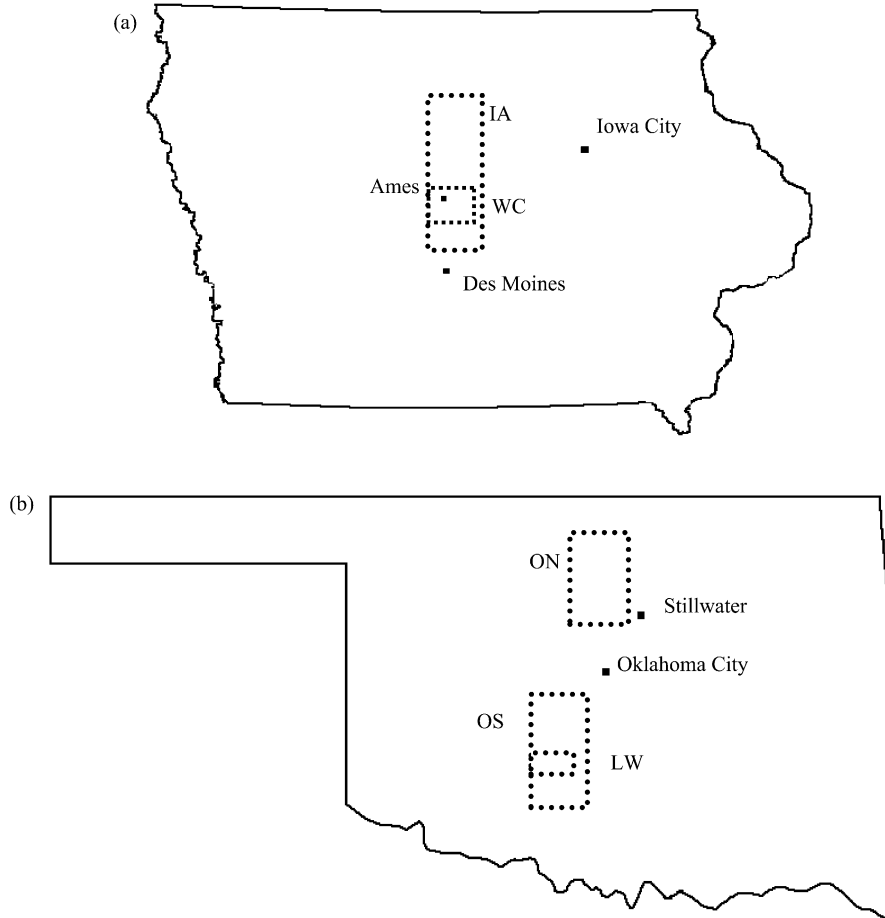 (a)
IA
Iowa City
Ames
WC
Des Moines
(b)
ON
Stillwater
Oklahoma City
OS
LW